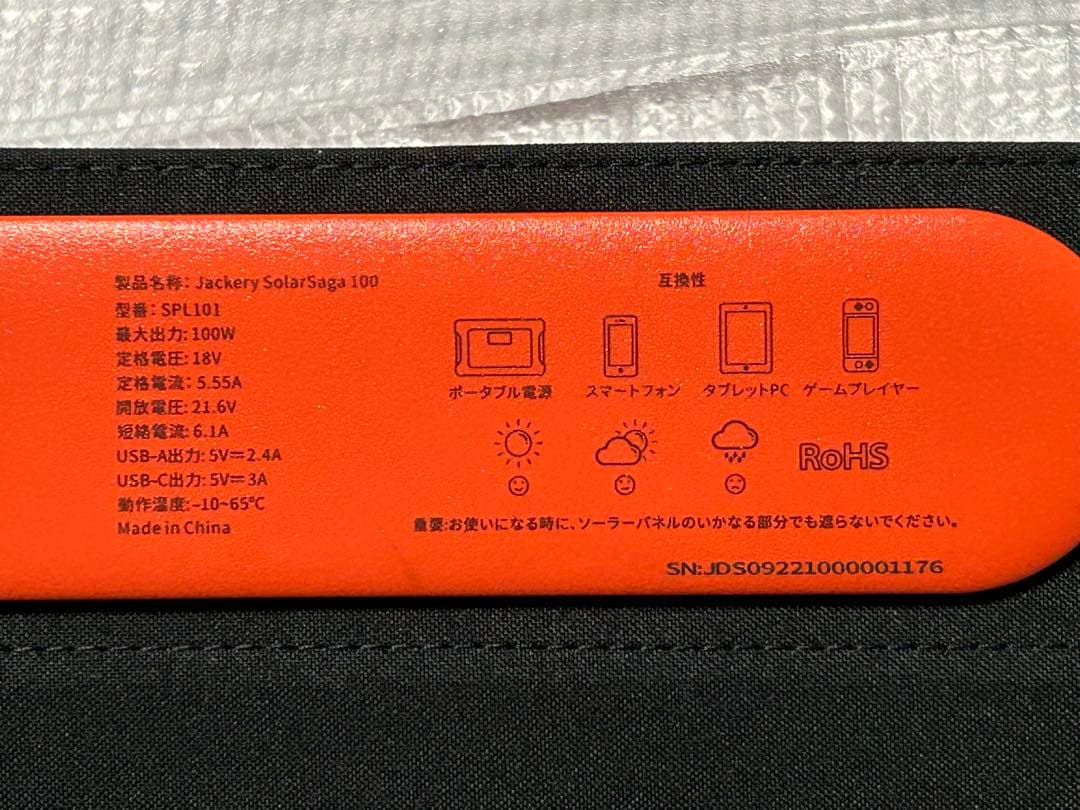 製品名称: Jackery SolarSaga 100
型番: SPL101
最大出力: 100W
定格電圧: 18V
定格電流: 5.55A
開放電圧: 21.6V
短絡電流: 6.1A
USB-A出力: 5V⎓2.4A
USB-C出力: 5V⎓3A
動作温度: -10~65℃
Made in China
互換性
ポータブル電源 スマートフォン タブレットPC ゲームプレイヤー
RoHS
重要:お使いになる時に、ソーラーパネルのいかなる部分でも遮らないでください。
SN:JDS09221000001176